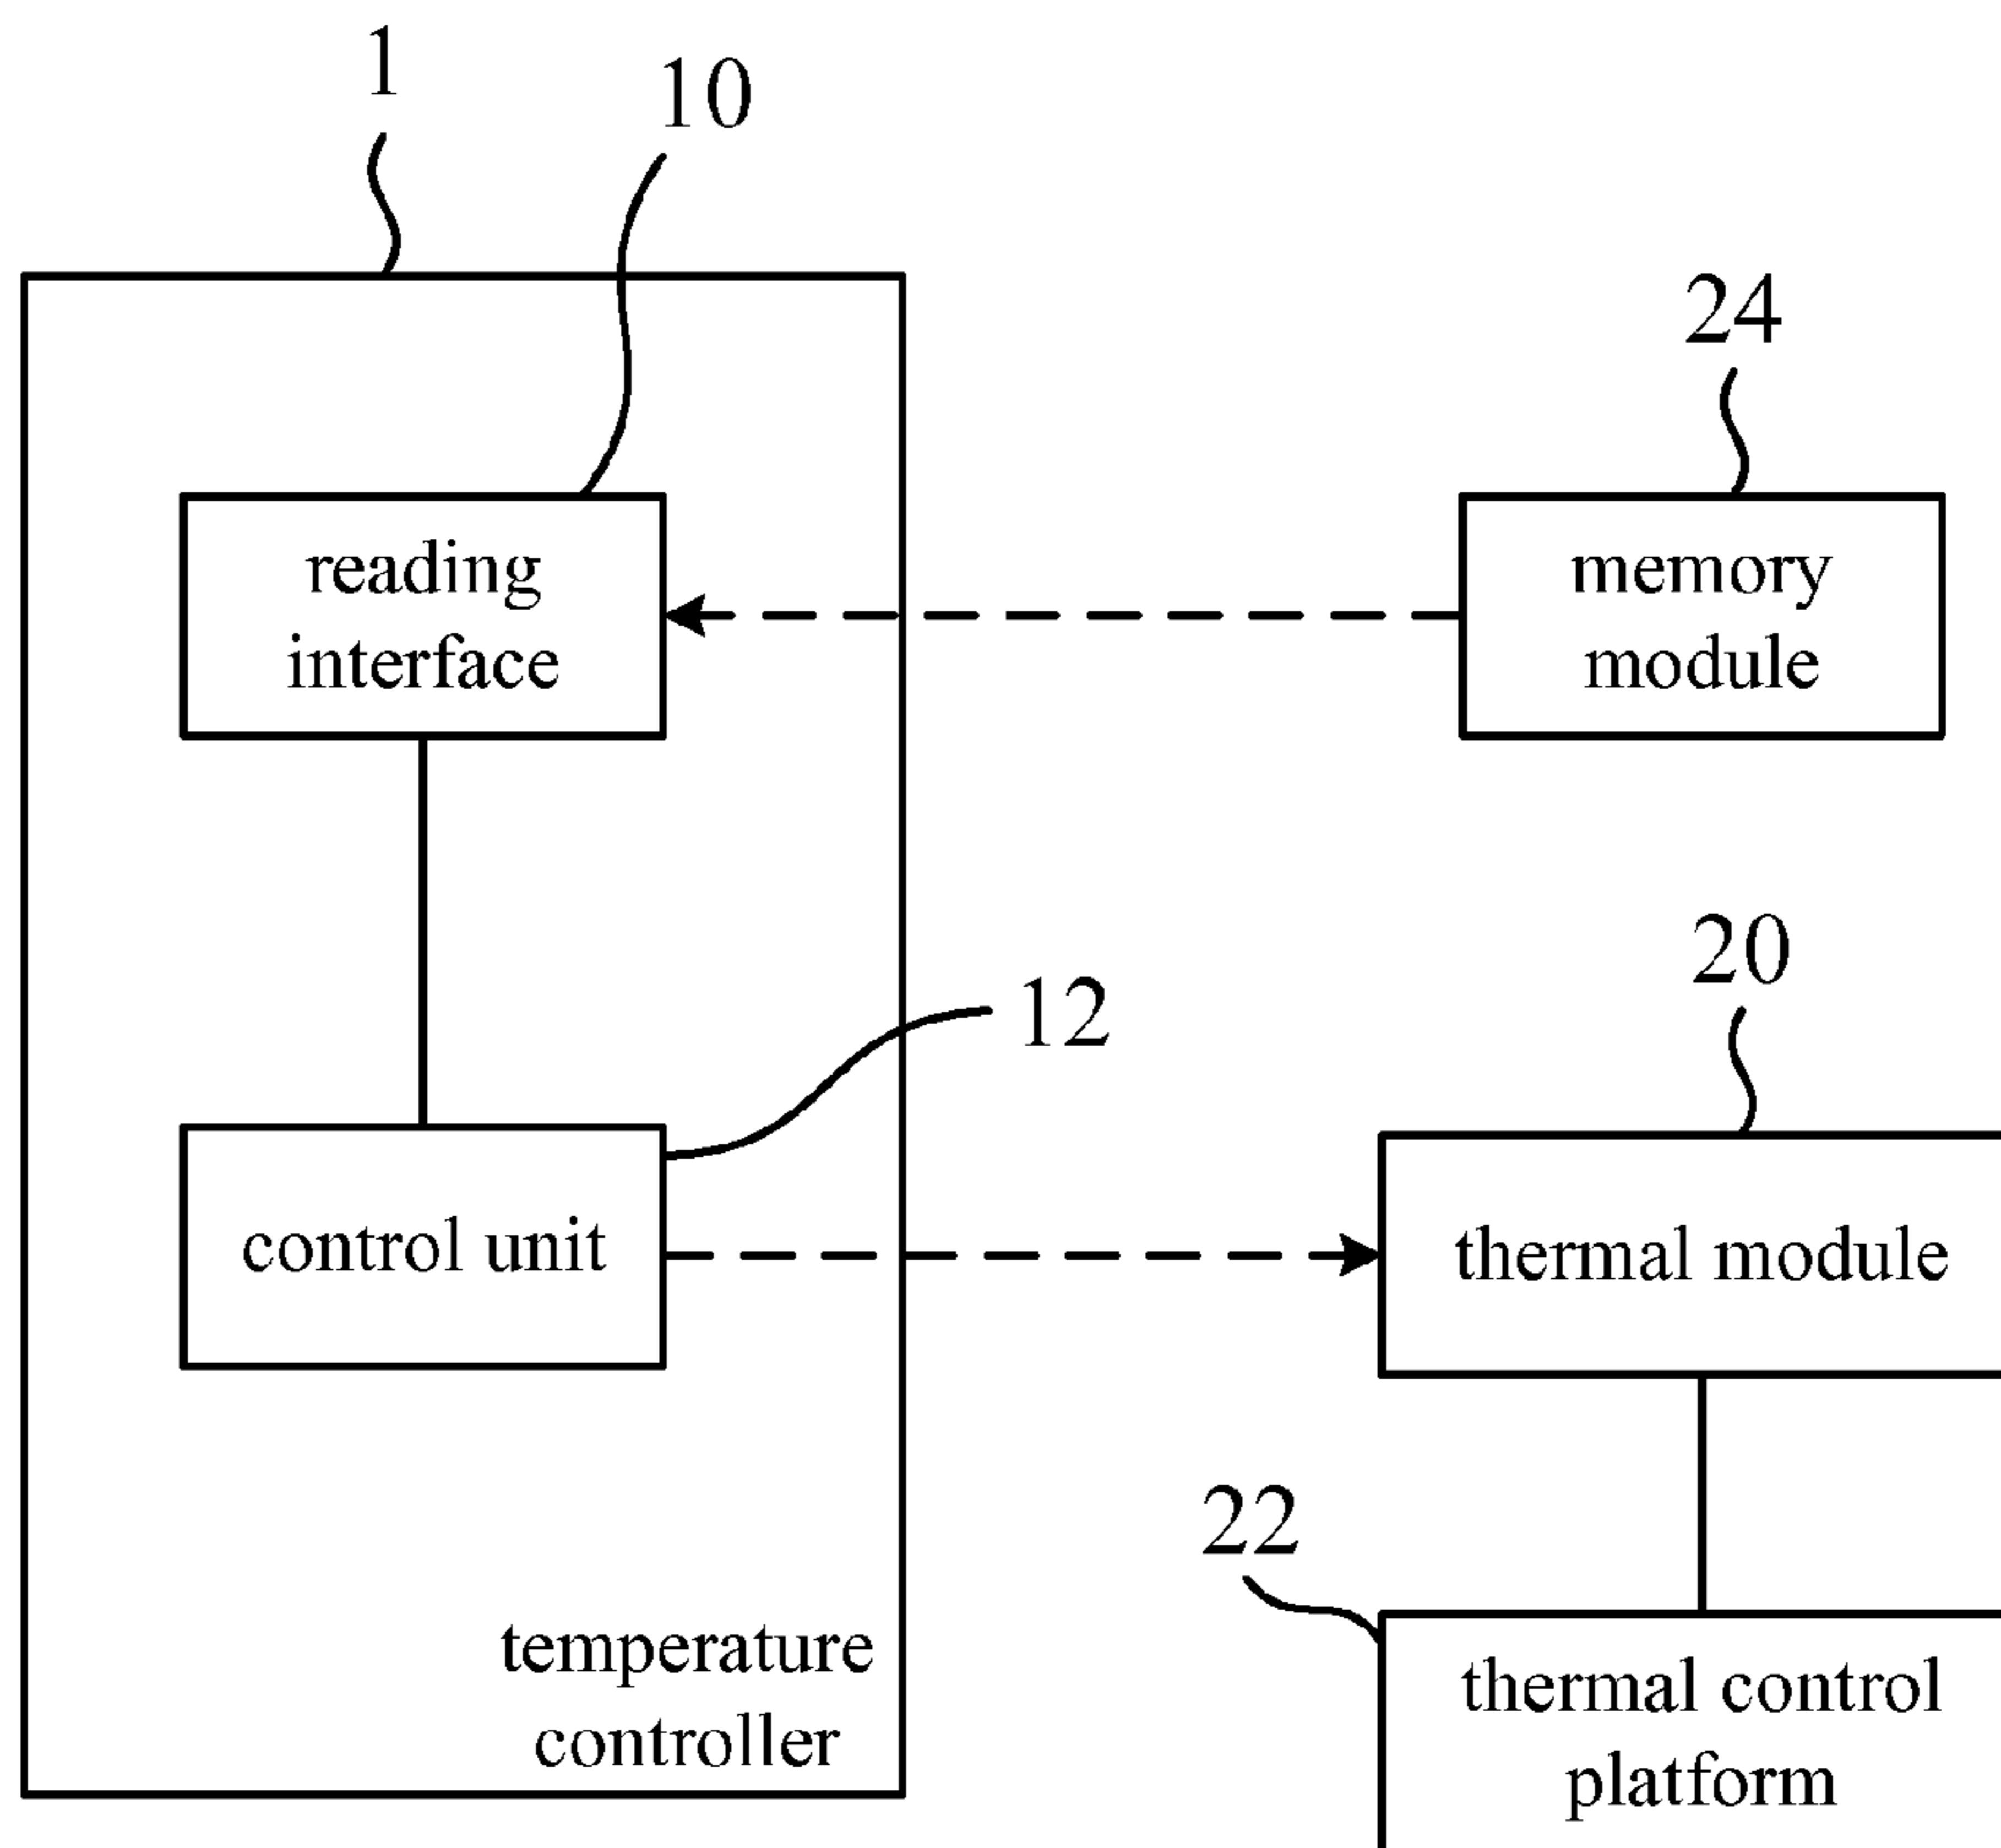 1
10
24
reading
interface
memory
module
20
12
control unit
thermal module
22
temperature
controller
thermal control
platform